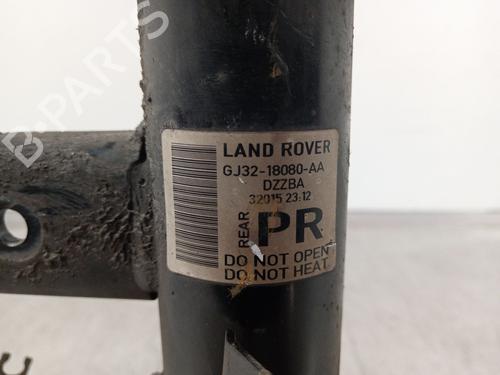 B-PARTS
LAND ROVER
GJ32-18080-AA
DZZBA
32015 23:12
REAR
PR
DO NOT OPEN
DO NOT HEAT